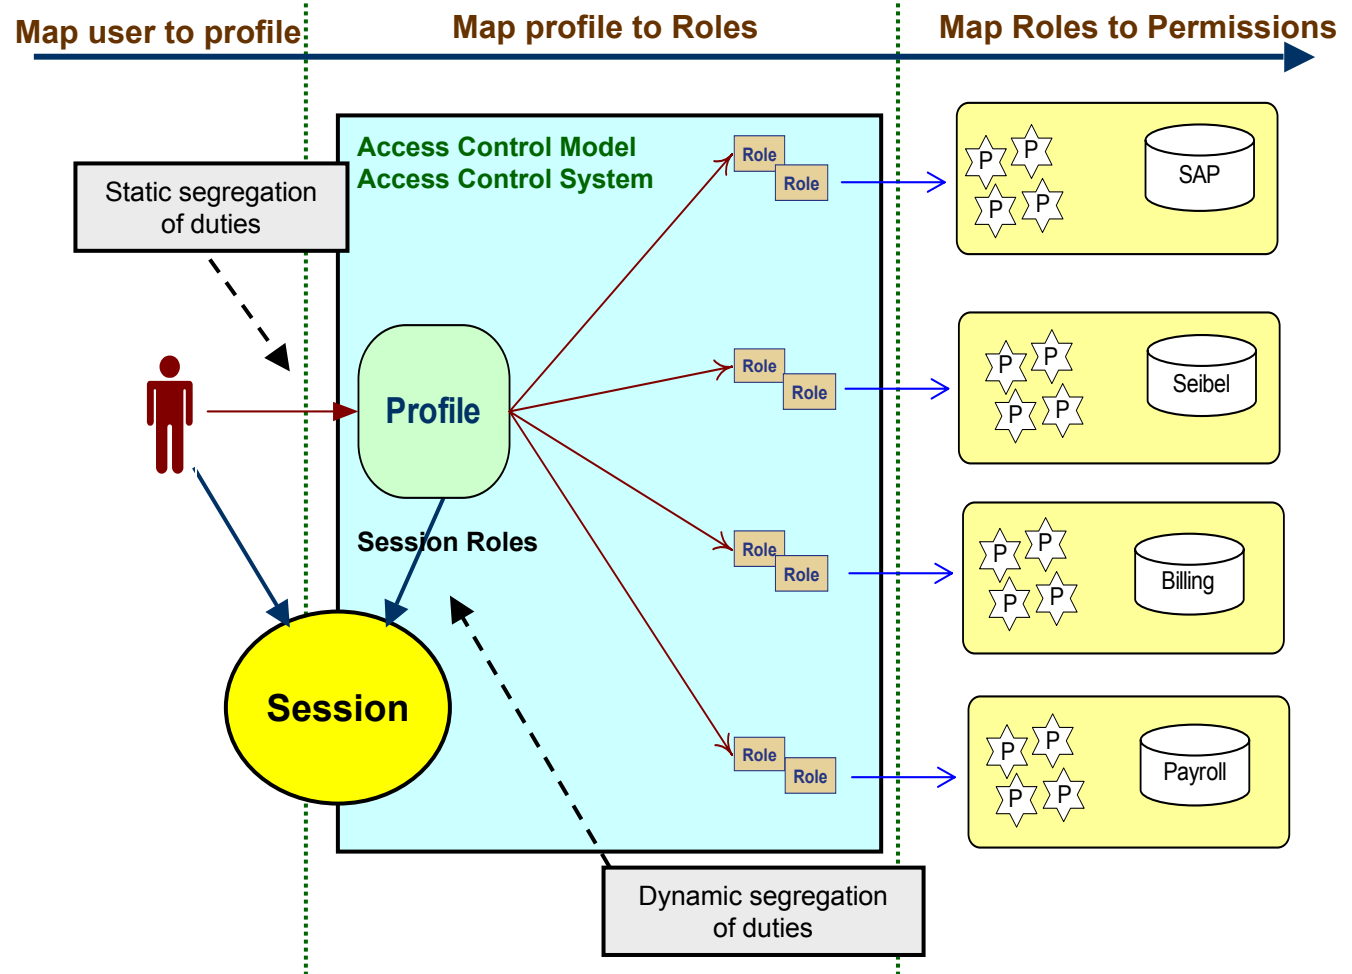 Map user to profile
Map profile to Roles
Map Roles to Permissions
Access Control Model
Access Control System
Static segregation
of duties
Role
Role
P
P
P
P
SAP
Role
Role
P
P
P
P
Seibel
Profile
Session Roles
Role
Role
P
P
P
P
Billing
Session
Role
Role
P
P
P
P
Payroll
Dynamic segregation
of duties